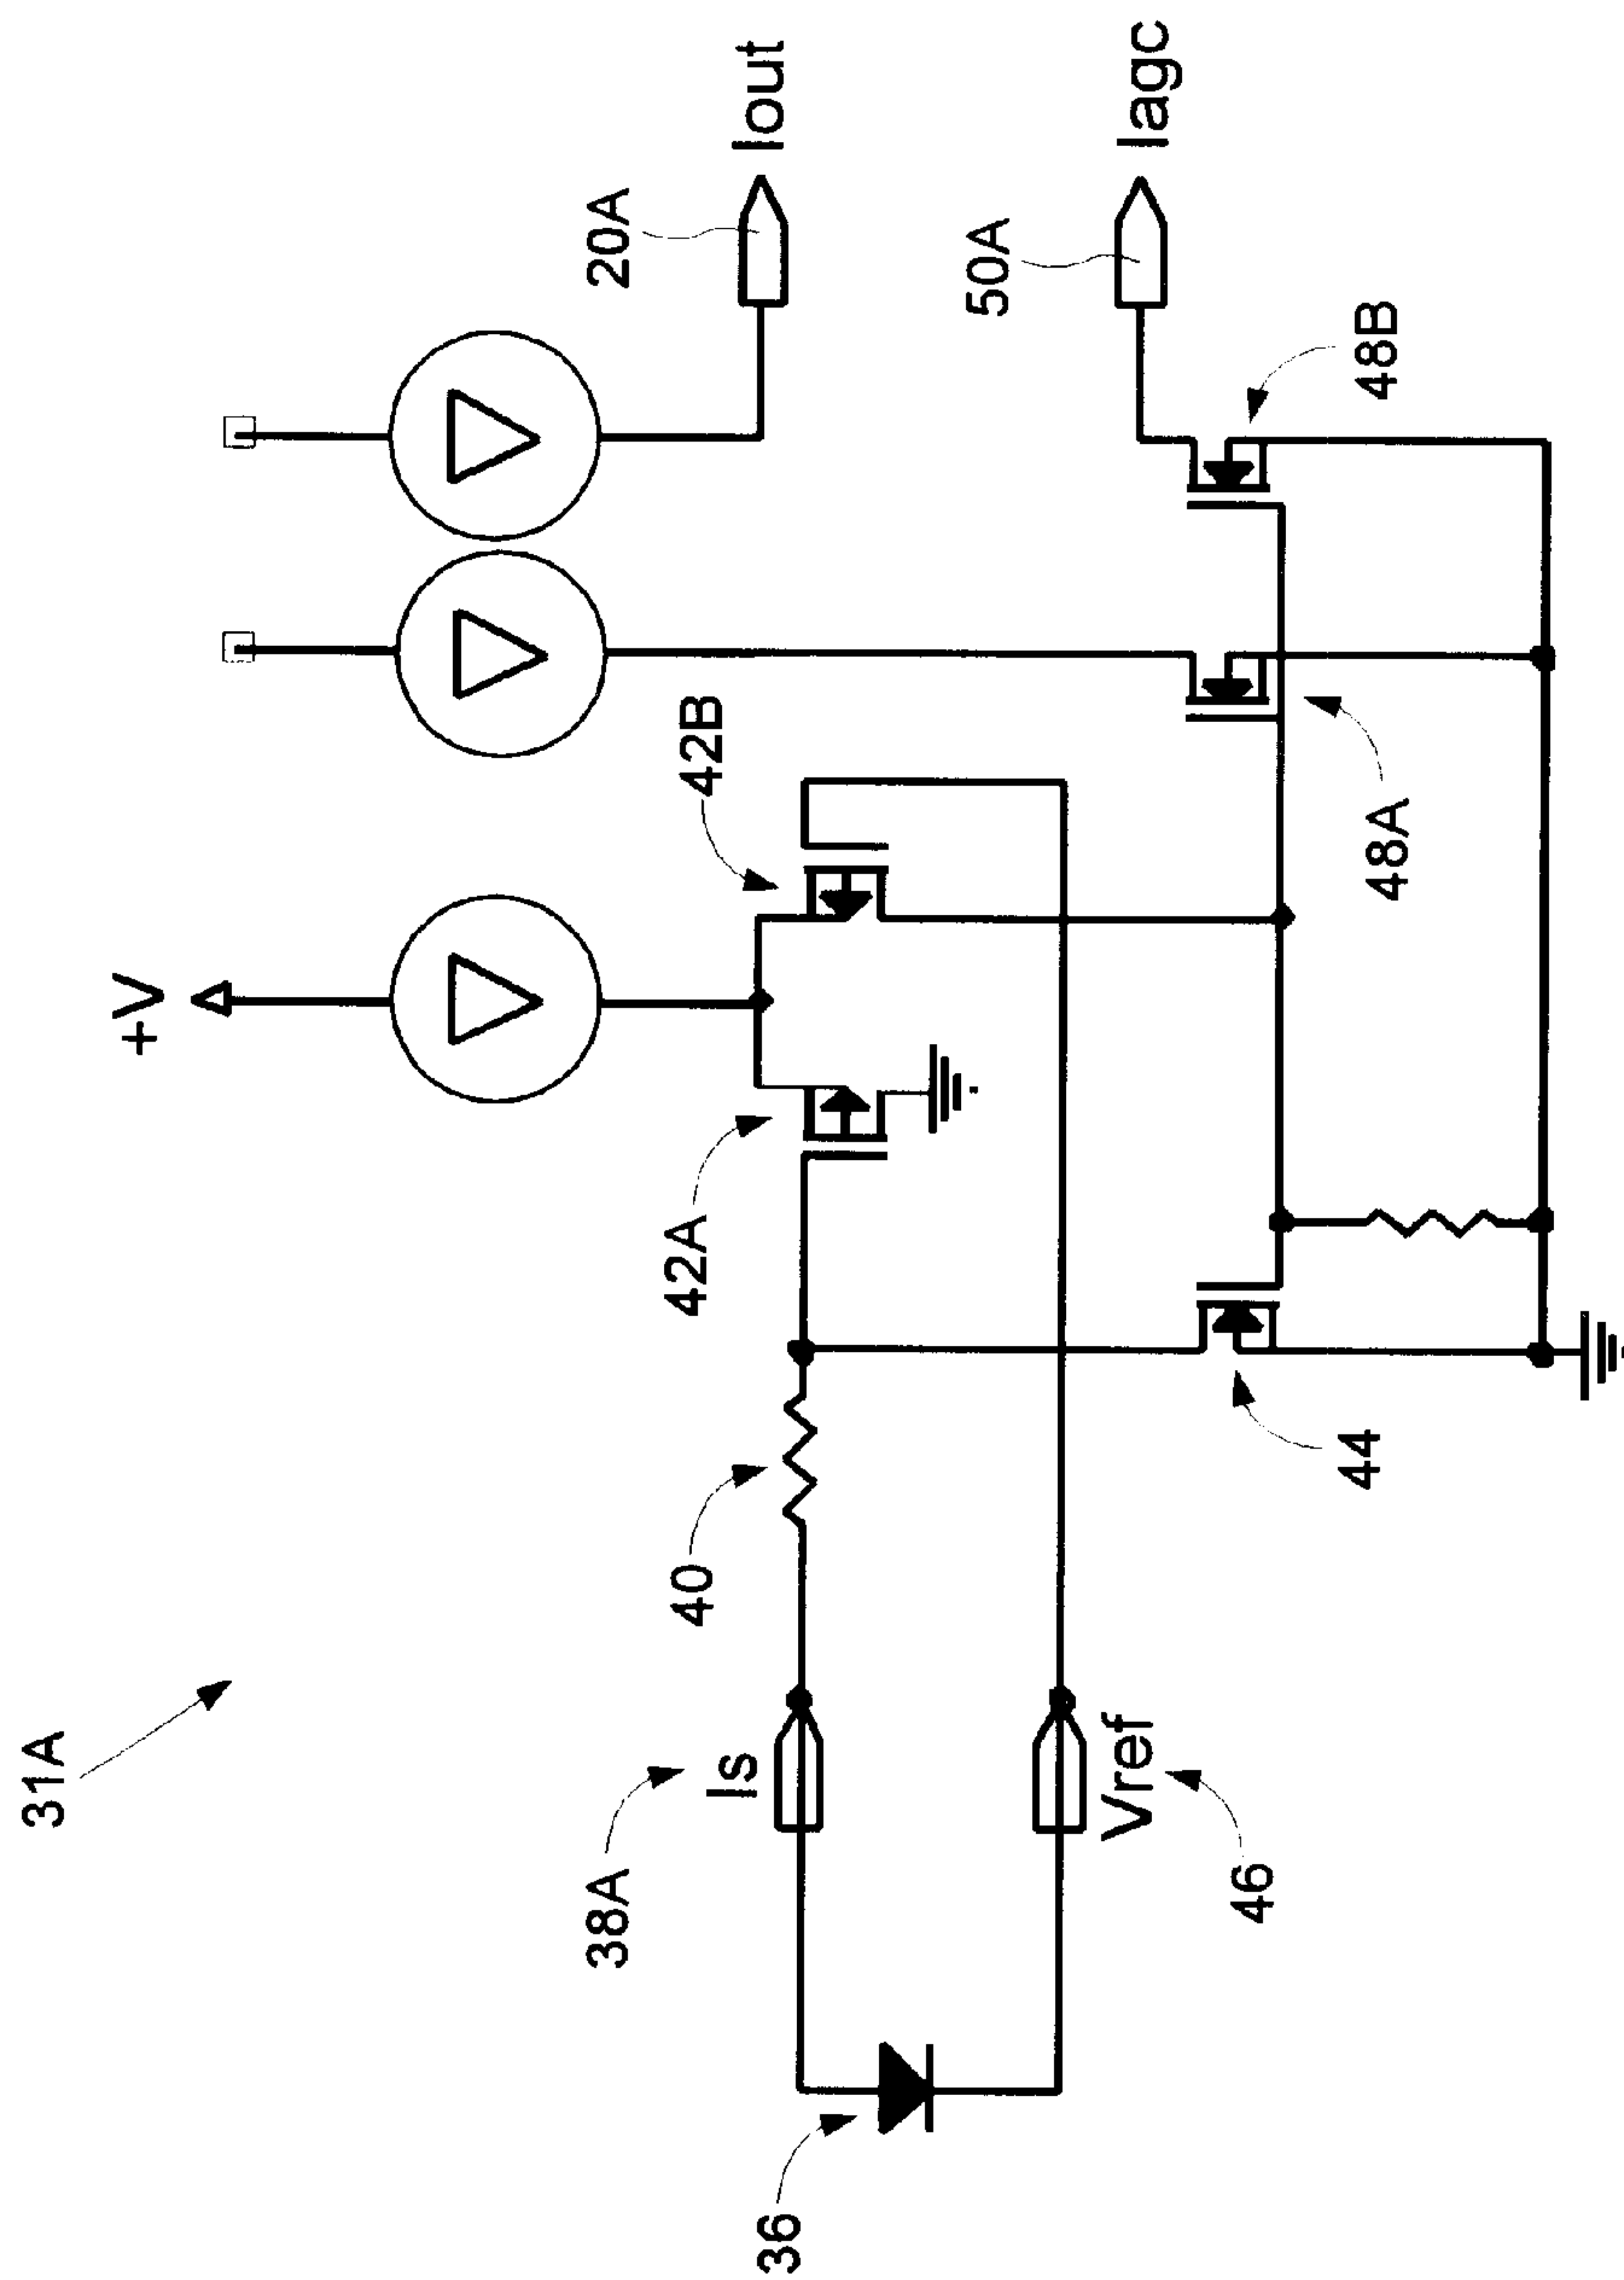 31A
+V
20A
Iout
42B
42A
40
38A
Is
36
50A
Iagc
Vref
46
48B
48A
44